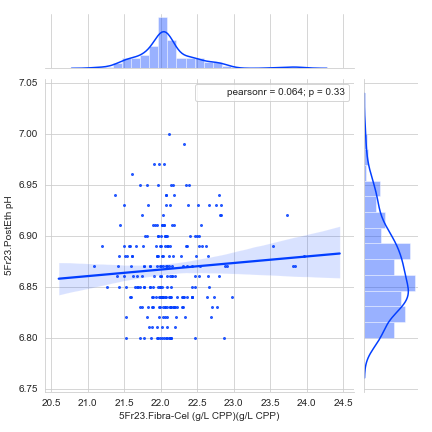 pearsonr = 0.064; p = 0.33
7.05
7.00
6.95
6.90
6.85
6.80
6.75
5Fr23.PostEth pH
20.5 21.0 21.5 22.0 22.5 23.0 23.5 24.0 24.5
5Fr23.Fibra-Cel (g/L CPP)(g/L CPP)